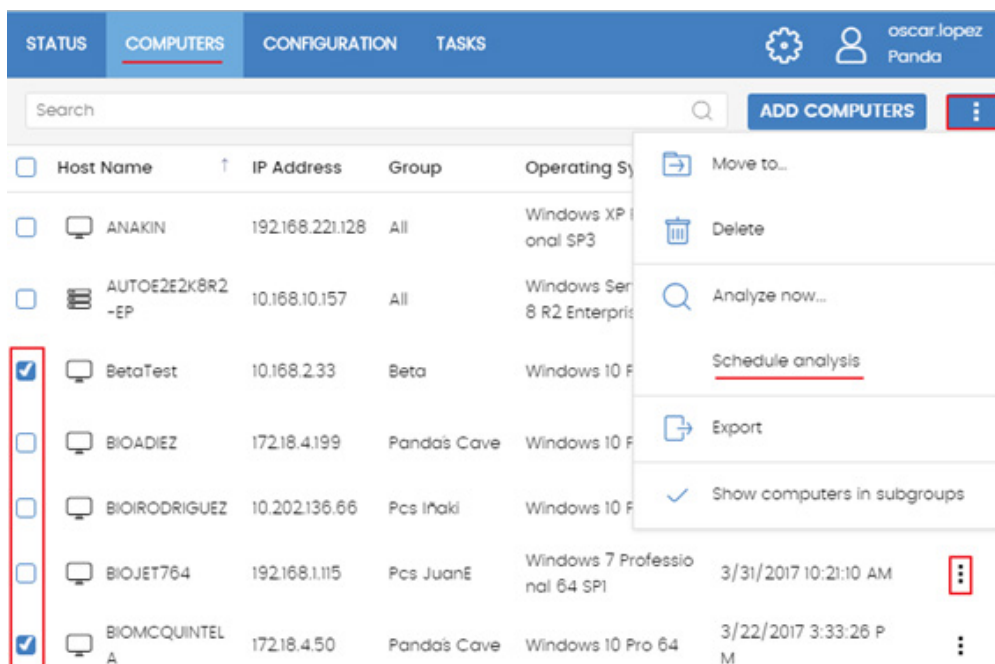 STATUS COMPUTERS CONFIGURATION TASKS oscar.lopez
Panda
Search ADD COMPUTERS
Host Name ↑ IP Address Group Operating Sy
Move to...
Delete
Analyze now...
Schedule analysis
Export
Show computers in subgroups
ANAKIN 192.168.221.128 All Windows XP
onal SP3
AUTOE2E2K8R2
-EP 10.168.10.157 All Windows Ser
8 R2 Enterpris
BetaTest 10.168.2.33 Beta Windows 10 P
BIOADIEZ 172.18.4.199 Panda's Cave Windows 10 P
BIOIRODRIGUEZ 10.202.136.66 Pcs Iñaki Windows 10 P
BIOJET764 192.168.1.115 Pcs JuanE Windows 7 Professio
nal 64 SP1 3/31/2017 10:21:10 AM
BIOMCQUINTEL
A 172.18.4.50 Panda's Cave Windows 10 Pro 64 3/22/2017 3:33:26 P
M